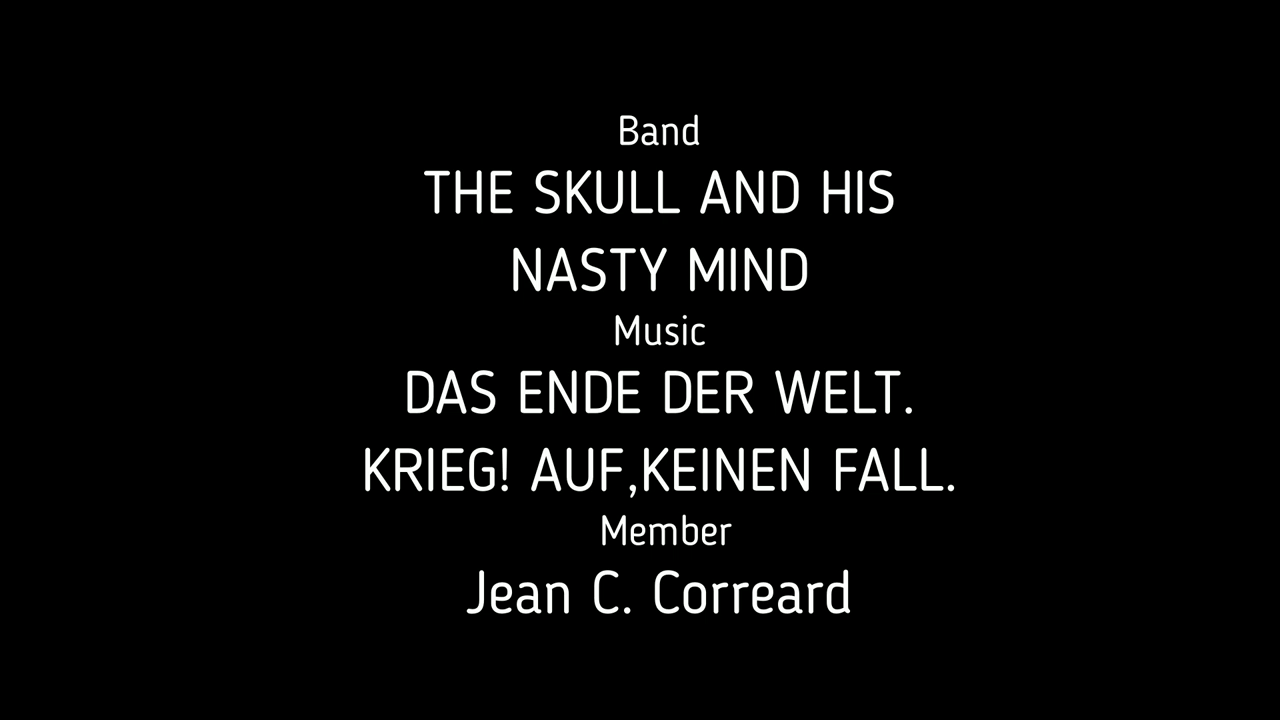 Band
THE SKULL AND HIS
NASTY MIND
Music
DAS ENDE DER WELT.
KRIEG! AUF,KEINEN FALL.
Member
Jean C. Correard